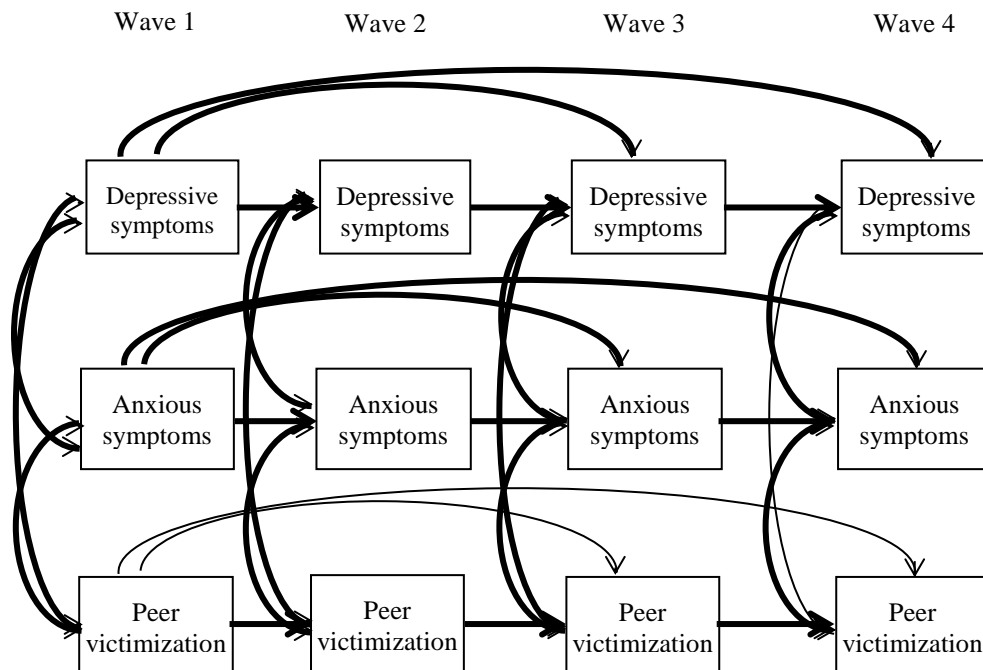 Wave 1
Wave 2
Wave 3
Wave 4
Depressive
symptoms
Depressive
symptoms
Depressive
symptoms
Depressive
symptoms
Anxious
symptoms
Anxious
symptoms
Anxious
symptoms
Anxious
symptoms
Peer
victimization
Peer
victimization
Peer
victimization
Peer
victimization